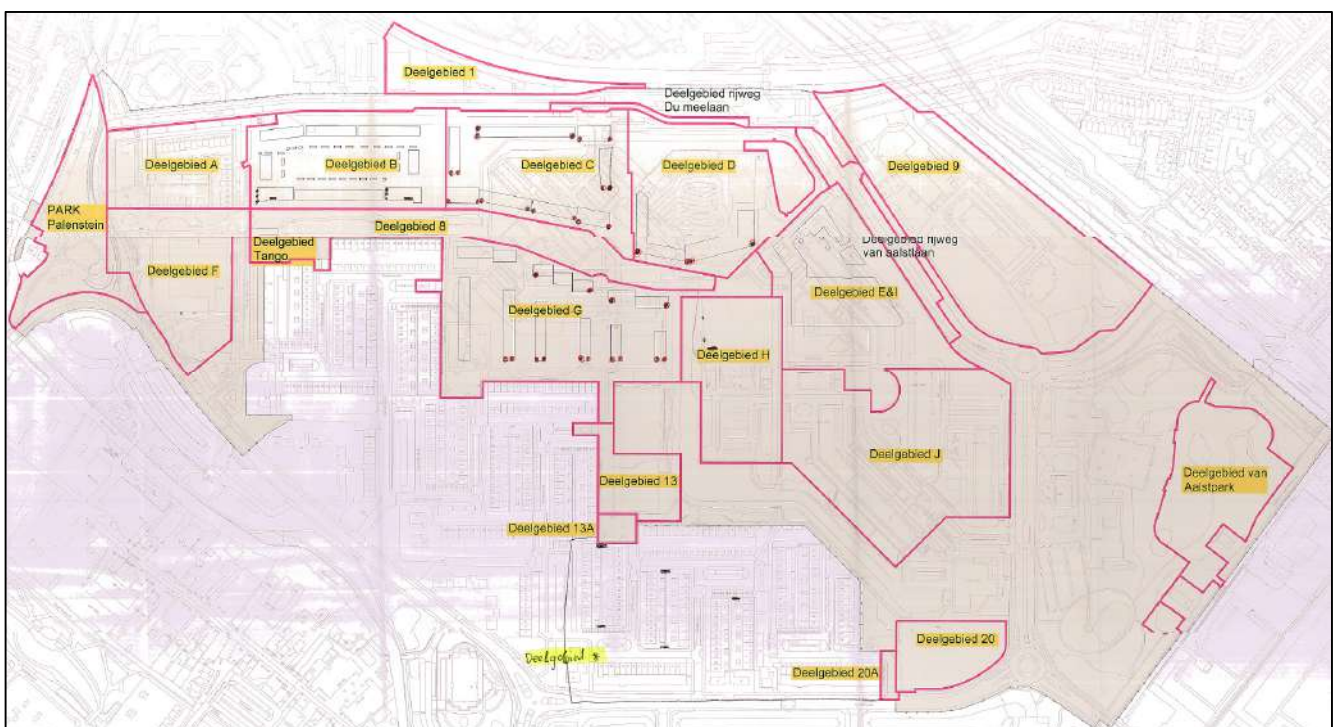 Deelgebied 1
Deelgebied rijweg
Du meelaan
Deelgebied A
Deelgebied B
Deelgebied C
Deelgebied D
Deelgebied 9
PARK
Palenstein
Deelgebied 8
Deelgebied
Tango
Deelgebied rijweg
van aalstlaan
Deelgebied F
Deelgebied E&I
Deelgebied G
Deelgebied H
Deelgebied J
Deelgebied van
Aalstpark
Deelgebied 13
Deelgebied 13A
Deelgebied 20
Deelgebied *
Deelgebied 20A